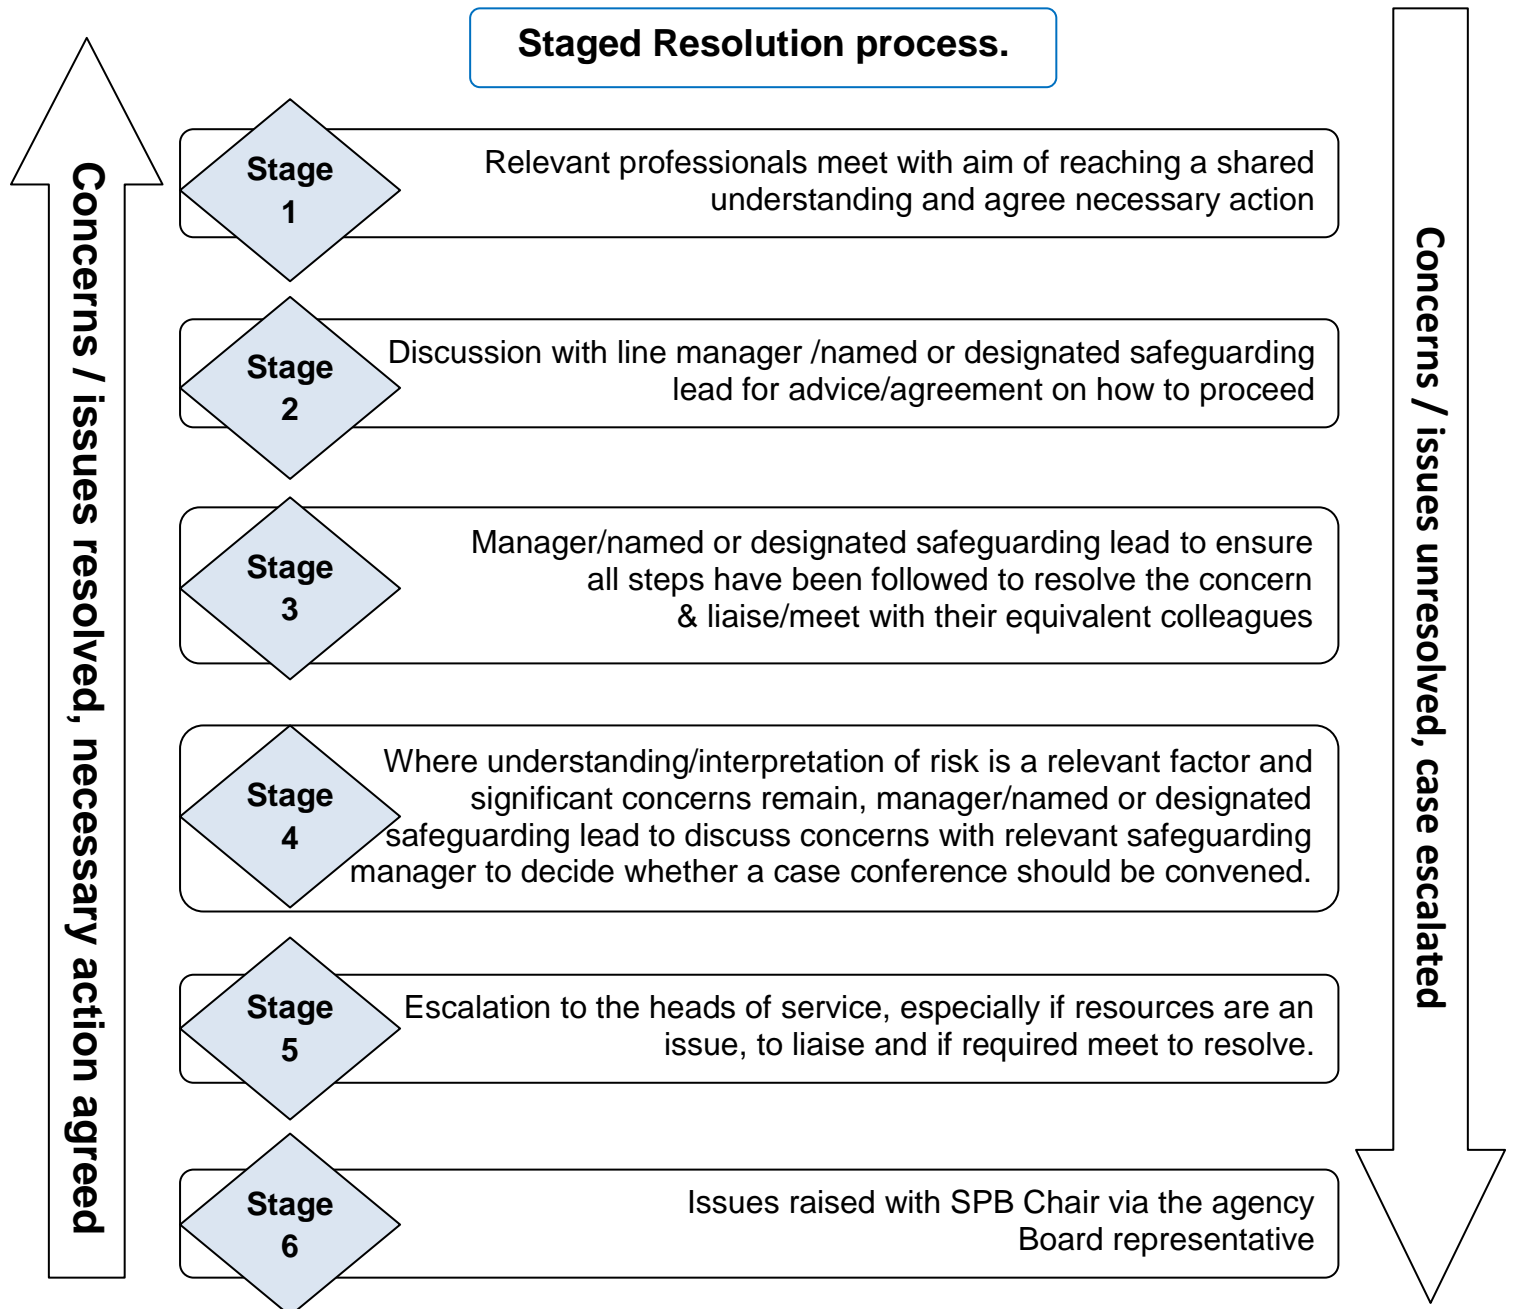 Staged Resolution process.
Concerns / issues resolved, necessary action agreed
Stage
1
Relevant professionals meet with aim of reaching a shared
understanding and agree necessary action
Stage
2
Discussion with line manager /named or designated safeguarding
lead for advice/agreement on how to proceed
Stage
3
Manager/named or designated safeguarding lead to ensure
all steps have been followed to resolve the concern
& liaise/meet with their equivalent colleagues
Stage
4
Where understanding/interpretation of risk is a relevant factor and
significant concerns remain, manager/named or designated
safeguarding lead to discuss concerns with relevant safeguarding
manager to decide whether a case conference should be convened.
Stage
5
Escalation to the heads of service, especially if resources are an
issue, to liaise and if required meet to resolve.
Stage
6
Issues raised with SPB Chair via the agency
Board representative
Concerns / issues unresolved, case escalated